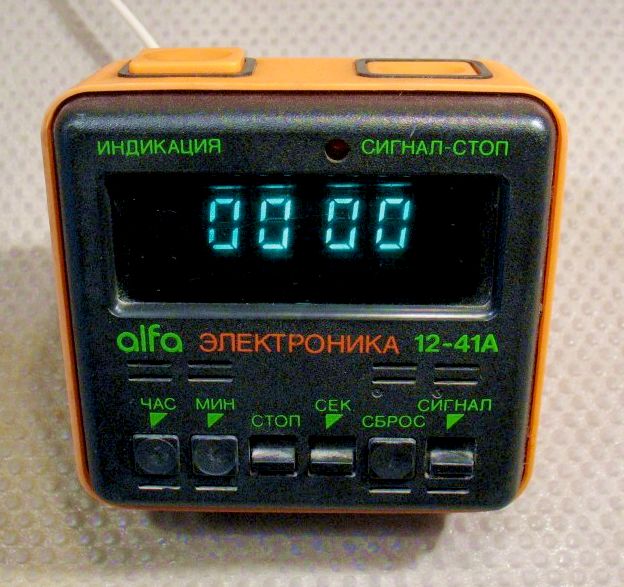 ИНДИКАЦИЯ СИГНАЛ-СТОП
00 00
alfa ЭЛЕКТРОНИКА 12-41А
ЧАС МИН СТОП СЕК СБРОС СИГНАЛ